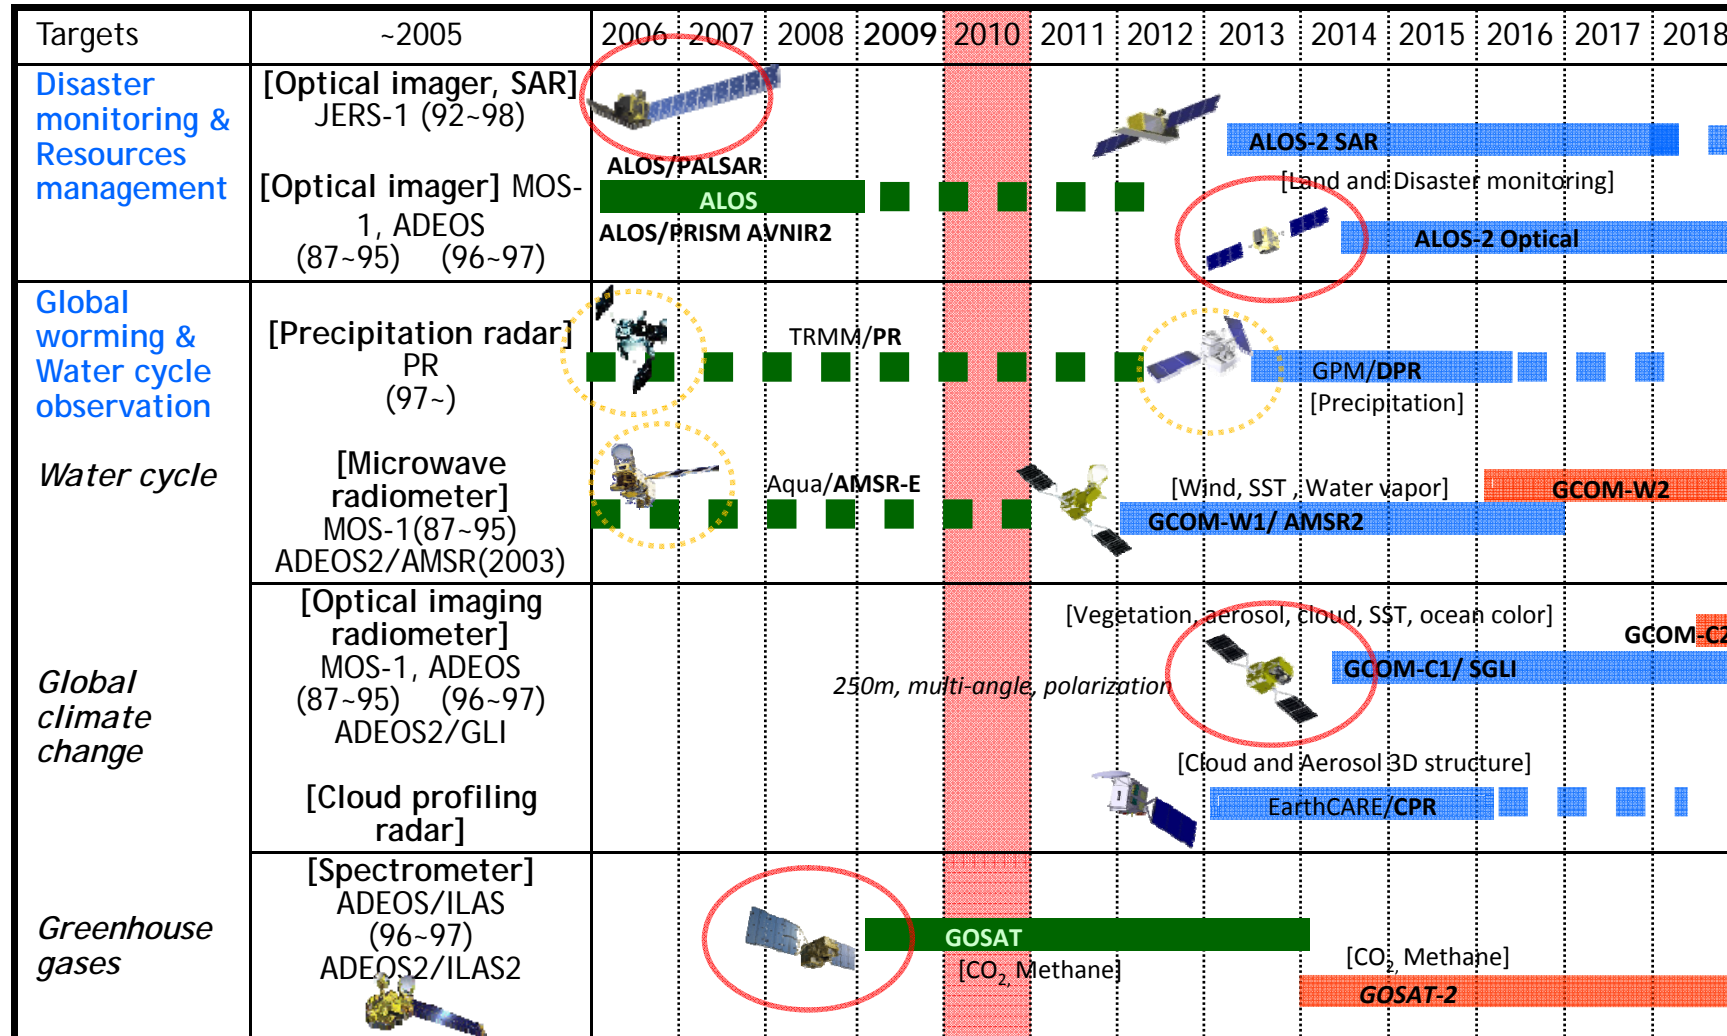 Targets ~2005 2006 2007 2008 2009 2010 2011 2012 2013 2014 2015 2016 2017 2018
Disaster
monitoring &
Resources
management
[Optical imager, SAR]
JERS-1 (92~98)
[Optical imager] MOS-
1, ADEOS
(87~95) (96~97)
ALOS/PALSAR
ALOS
ALOS/PRISM AVNIR2
ALOS-2 SAR
[Land and Disaster monitoring]
ALOS-2 Optical
Global
worming &
Water cycle
observation
[Precipitation radar]
PR
(97~)
TRMM/PR
GPM/DPR
[Precipitation]
Water cycle
[Microwave
radiometer]
MOS-1(87~95)
ADEOS2/AMSR(2003)
Aqua/AMSR-E
[Wind, SST , Water vapor]
GCOM-W1/ AMSR2
GCOM-W2
Global
climate
change
[Optical imaging
radiometer]
MOS-1, ADEOS
(87~95) (96~97)
ADEOS2/GLI
[Vegetation, aerosol, cloud, SST, ocean color]
GCOM-C2
GCOM-C1/ SGLI
250m, multi-angle, polarization
[Cloud profiling
radar]
[Cloud and Aerosol 3D structure]
EarthCARE/CPR
Greenhouse
gases
[Spectrometer]
ADEOS/ILAS
(96~97)
ADEOS2/ILAS2
GOSAT
[CO2, Methane]
[CO2, Methane]
GOSAT-2